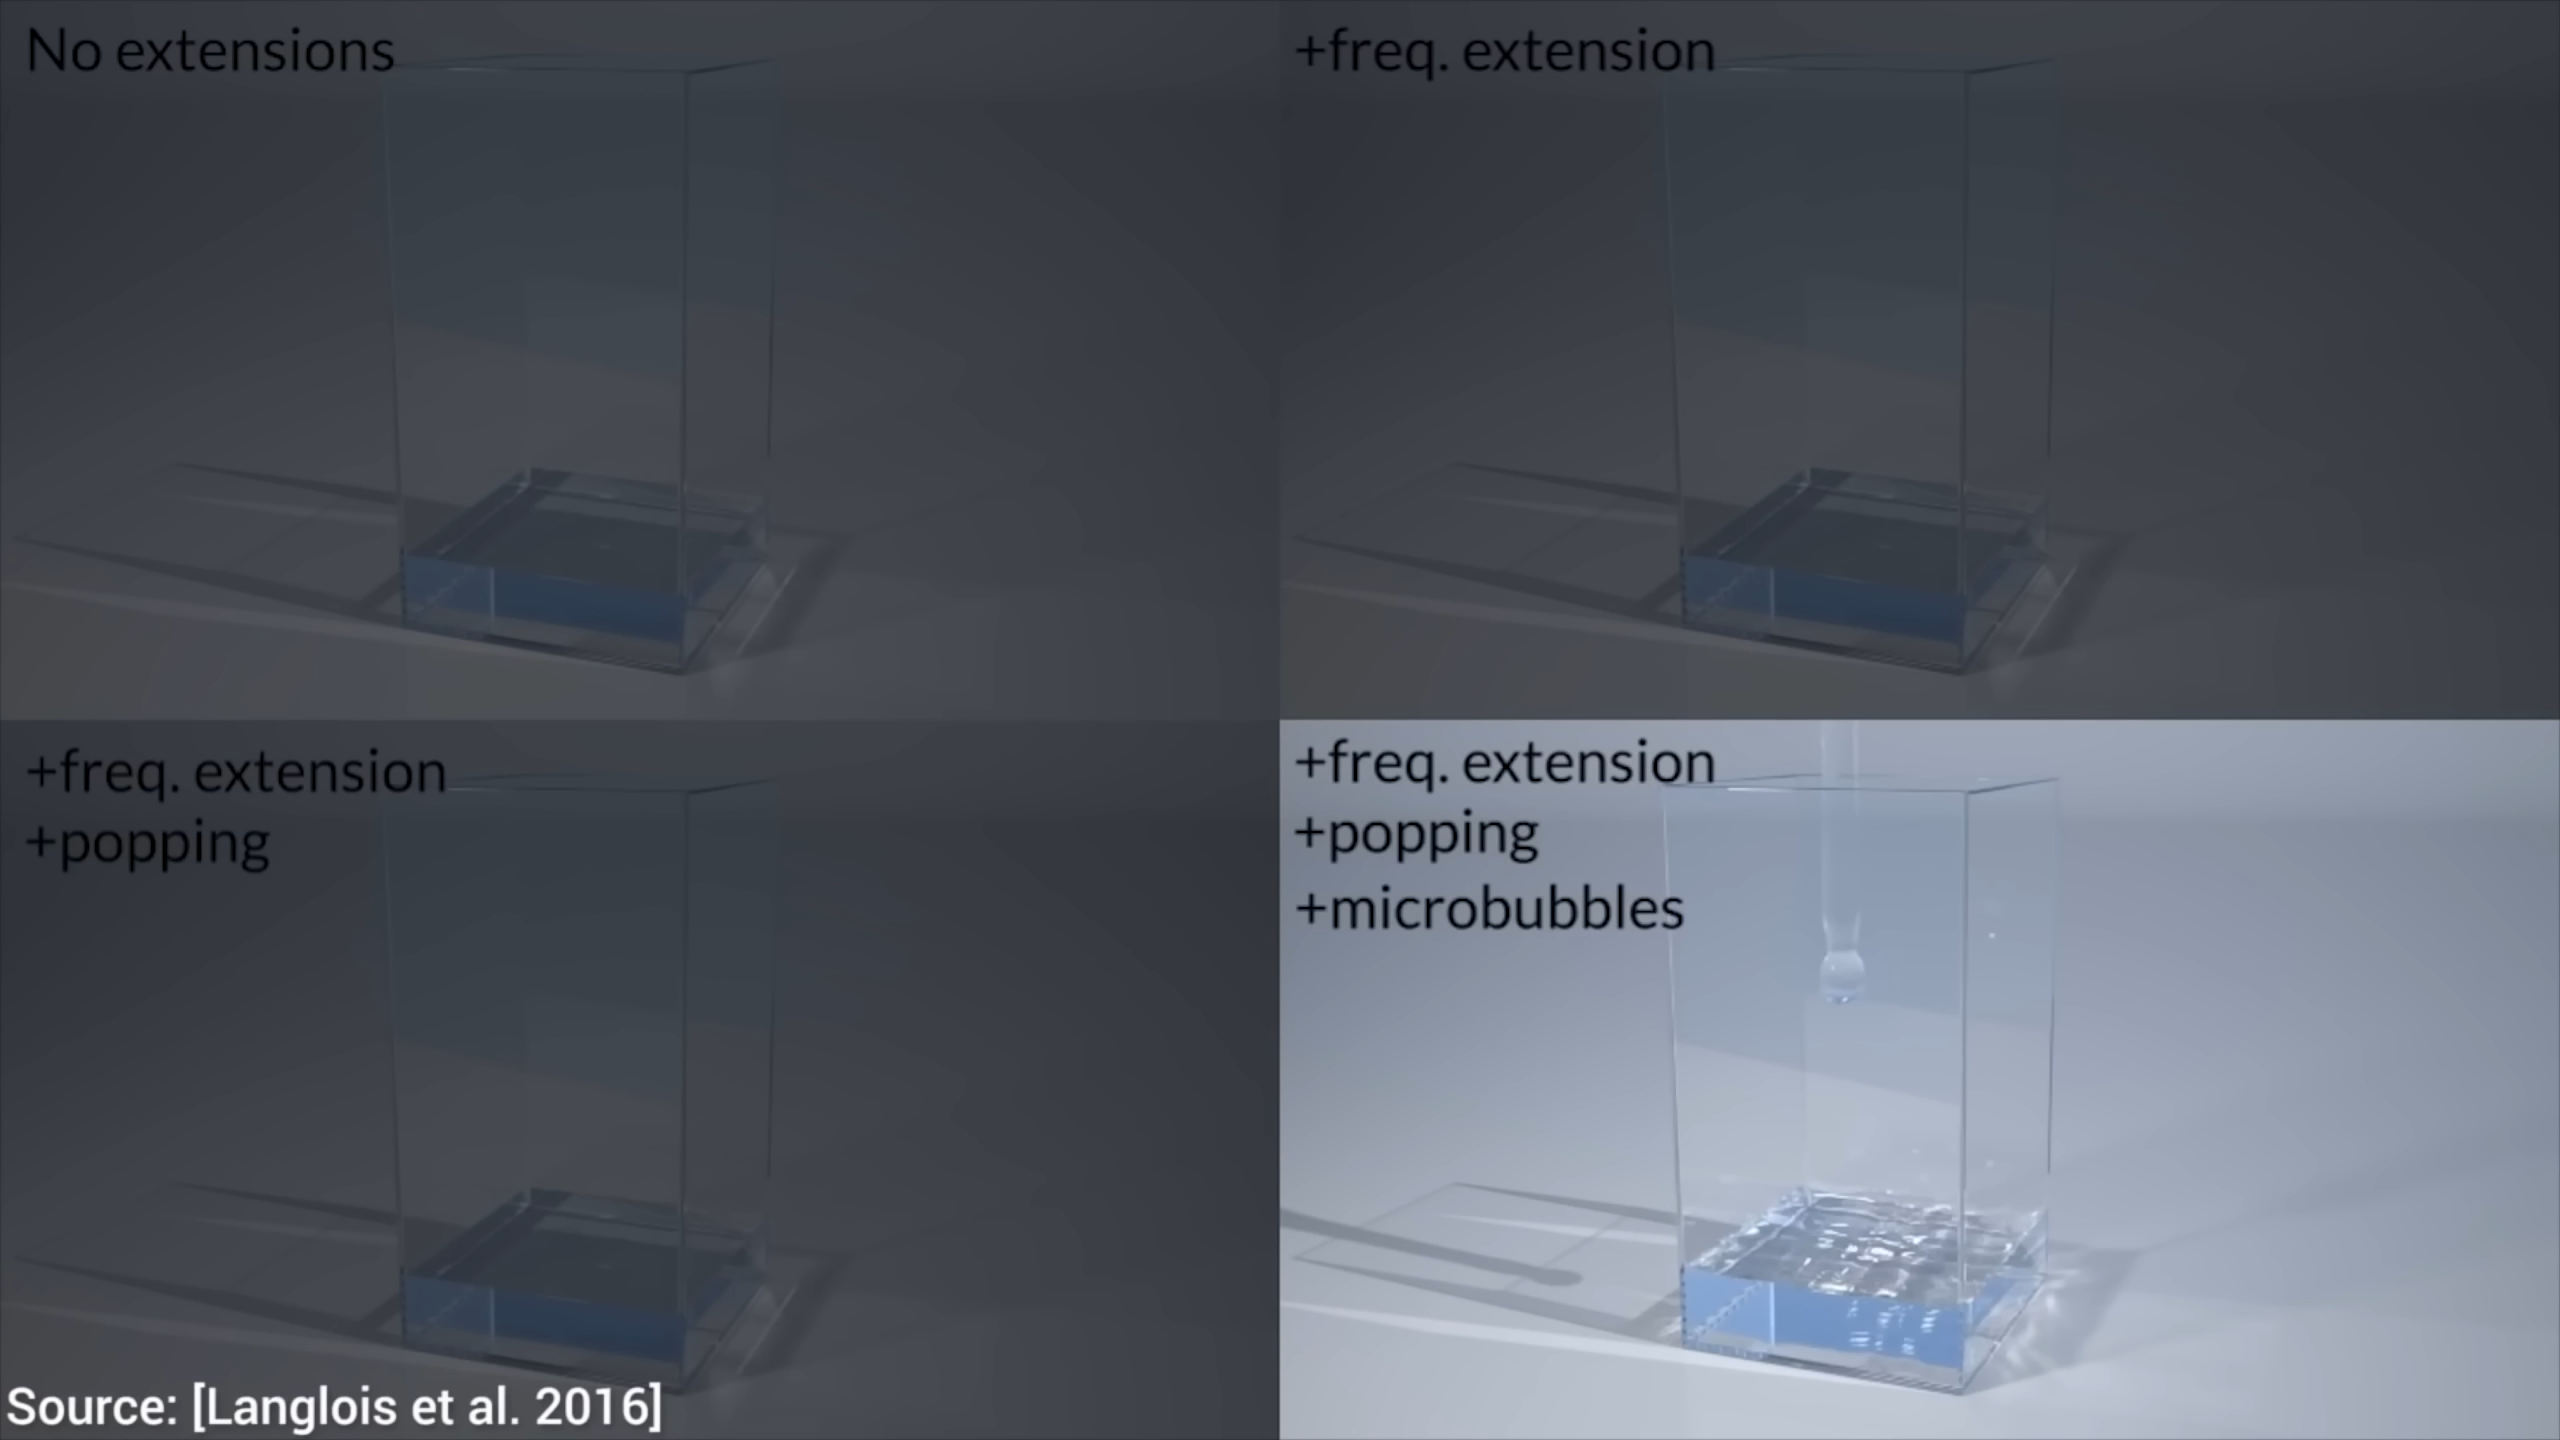 No extensions
+freq. extension
+freq. extension
+popping
+freq. extension
+popping
+microbubbles
Source: [Langlois et al. 2016]